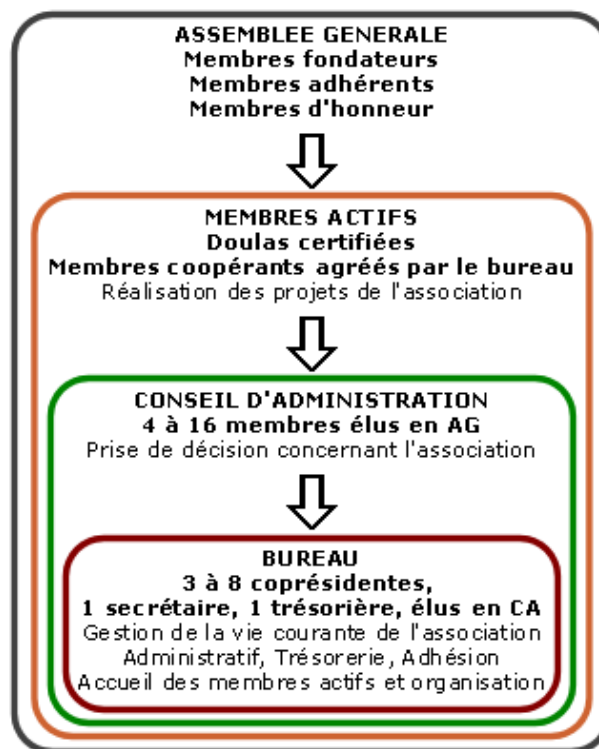 ASSEMBLEE GENERALE
Membres fondateurs
Membres adhérents
Membres d'honneur
MEMBRES ACTIFS
Doulas certifiées
Membres coopérants agréés par le bureau
Réalisation des projets de l'association
CONSEIL D'ADMINISTRATION
4 à 16 membres élus en AG
Prise de décision concernant l'association
BUREAU
3 à 8 coprésidentes,
1 secrétaire, 1 trésorière, élus en CA
Gestion de la vie courante de l'association
Administratif, Trésorerie, Adhésion
Accueil des membres actifs et organisation